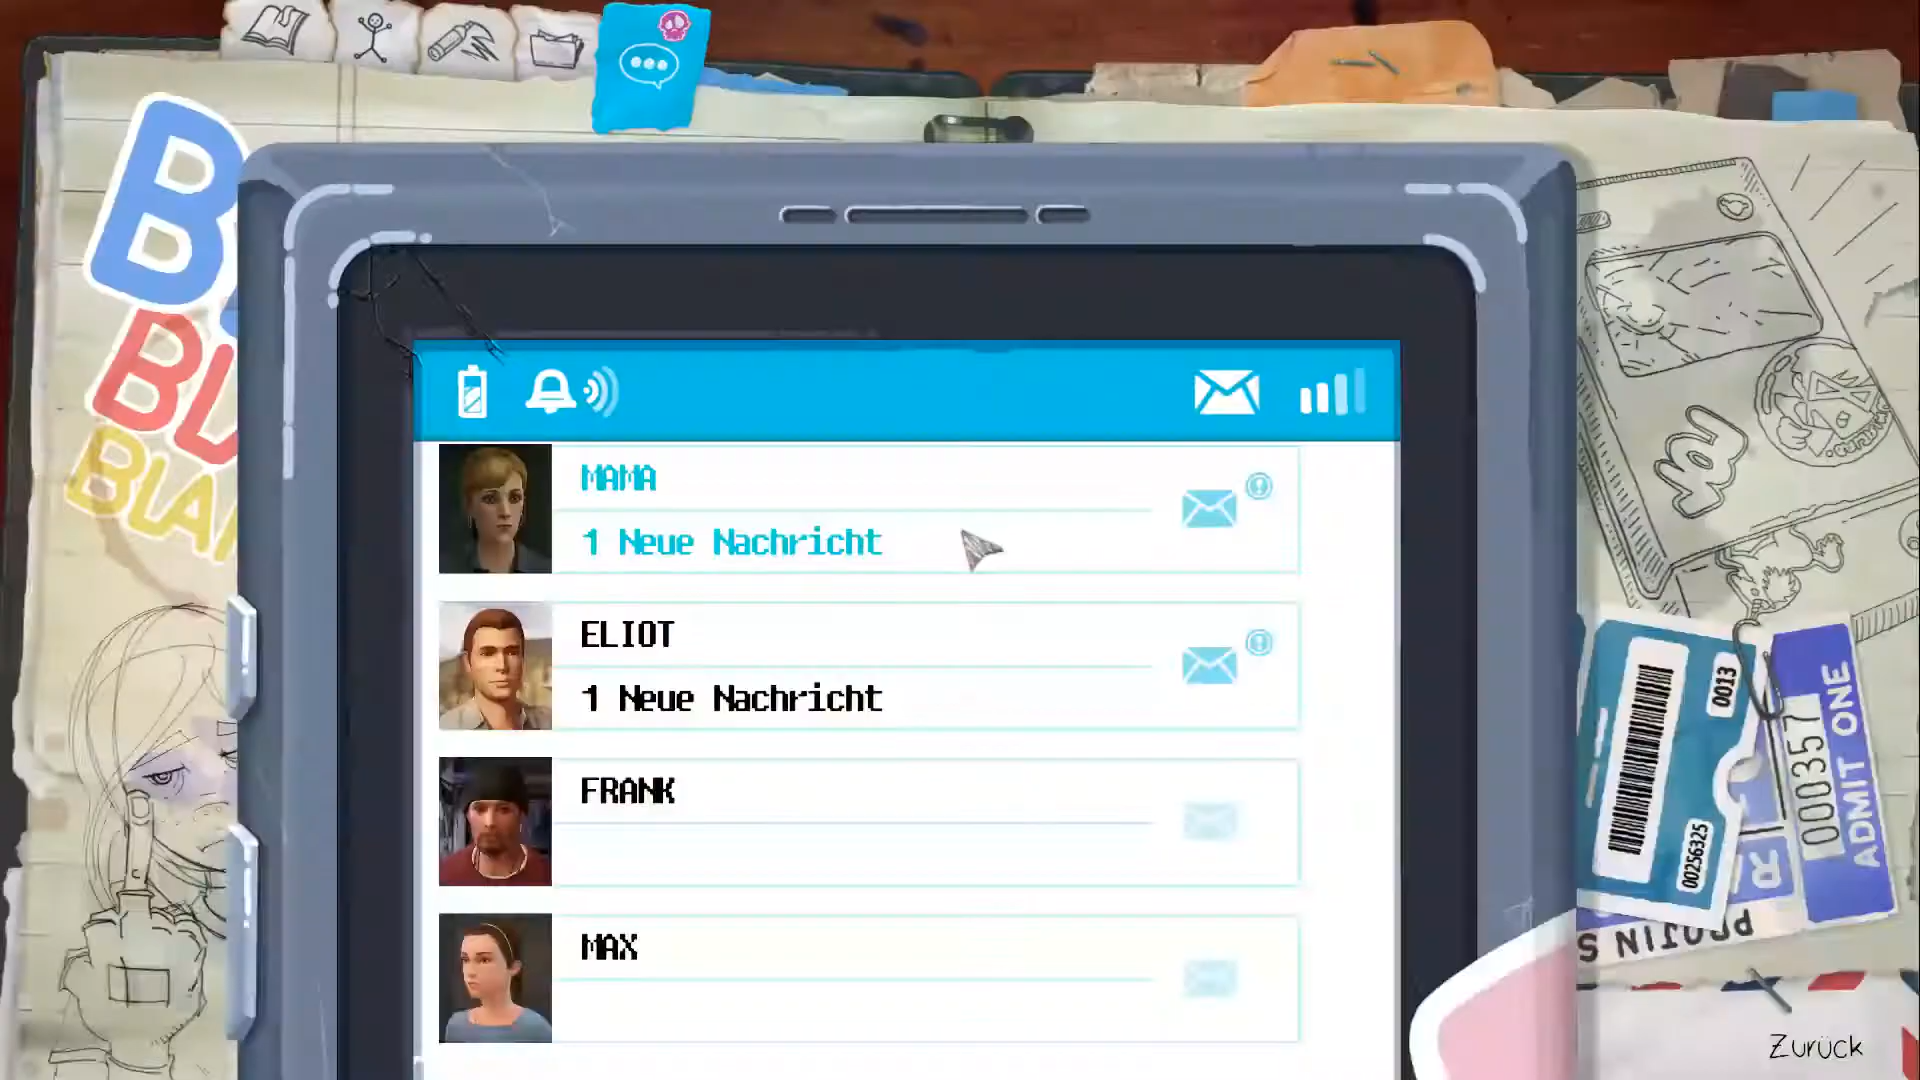 MAMA
1 Neue Nachricht
ELIOT
1 Neue Nachricht
FRANK
MAX
0013
00256325
000357
ADMIT ONE
Zurück